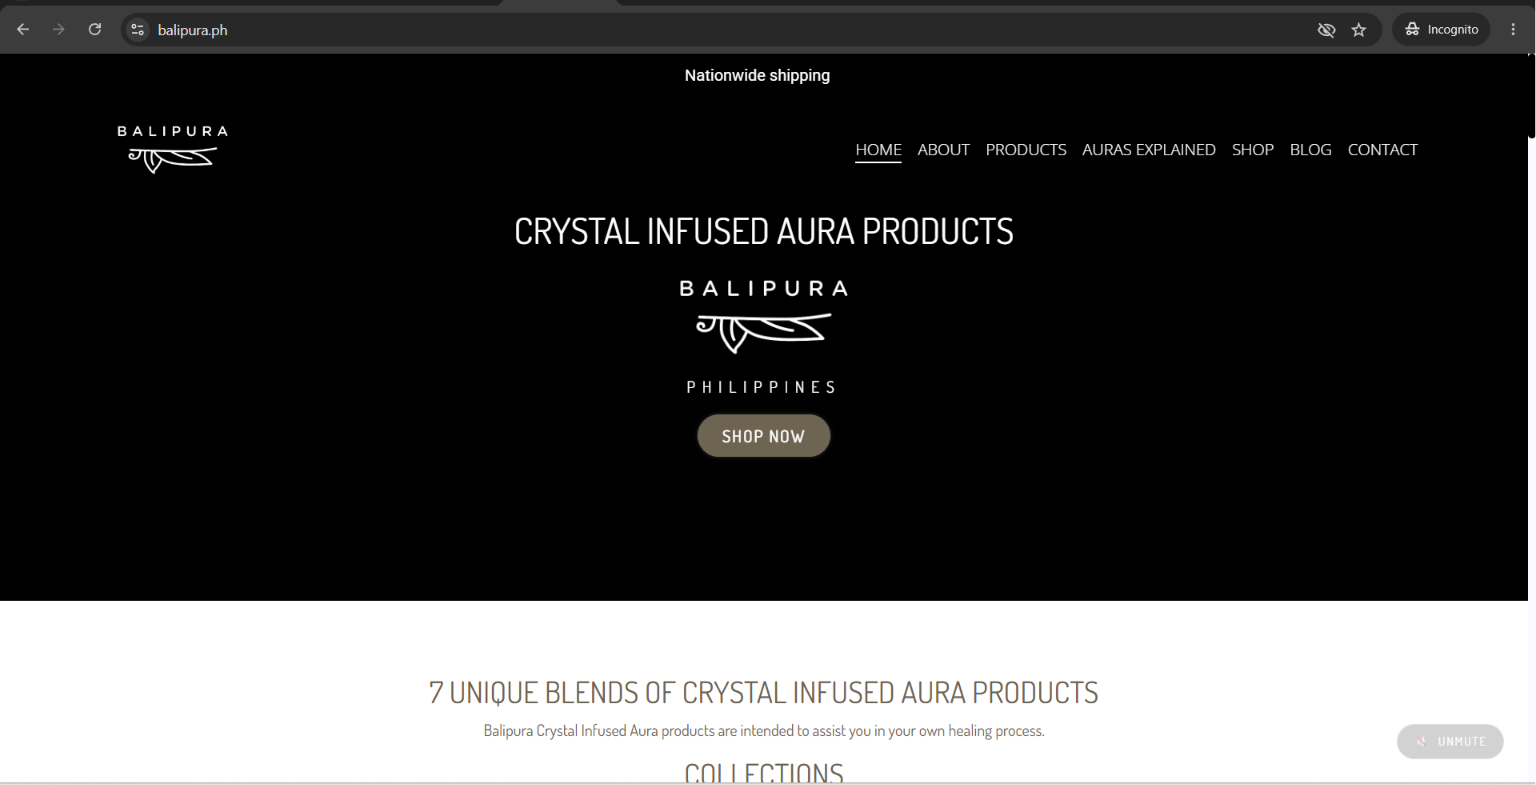 balipura.ph
Incognito
Nationwide shipping
BALIPURA
HOME ABOUT PRODUCTS AURAS EXPLAINED SHOP BLOG CONTACT
CRYSTAL INFUSED AURA PRODUCTS
BALIPURA
PHILIPPINES
SHOP NOW
7 UNIQUE BLENDS OF CRYSTAL INFUSED AURA PRODUCTS
Balipura Crystal Infused Aura products are intended to assist you in your own healing process.
UNMUTE
COLLECTIONS